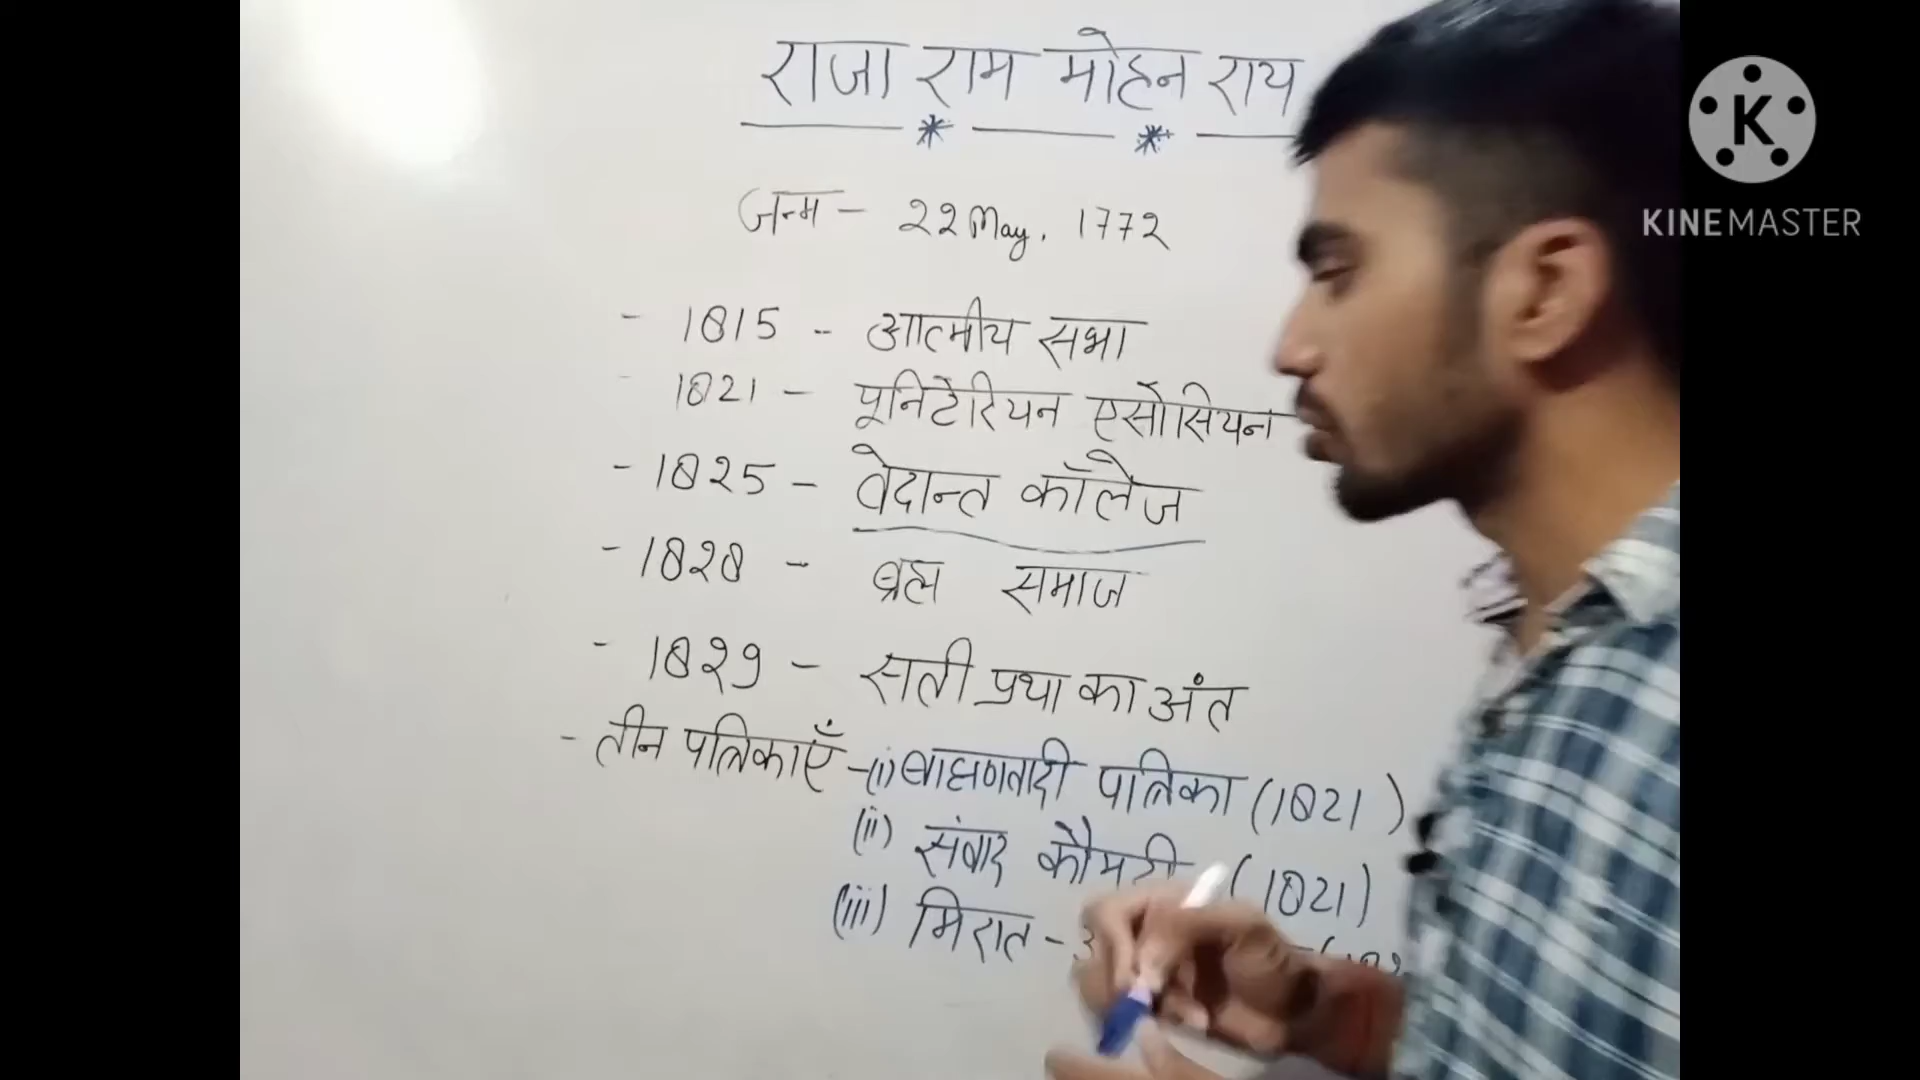 राजा राम मोहन राय
जन्म - 22 May, 1772
- 1815 - आत्मीय सभा
- 1821 - यूनिटेरियन एसोसियन
- 1825 - वेदान्त कॉलेज
- 1828 - ब्रह्म समाज
- 1829 - सती प्रथा का अंत
- तीन पत्रिकाएँ - (i) ब्राह्मणवादी पत्रिका (1821)
(ii) संवाद कौमुदी (1821)
(iii) मिरात -
KINEMASTER